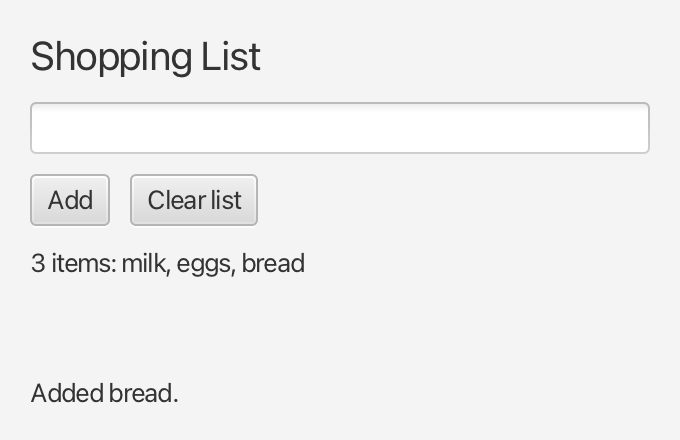 Shopping List
Add
Clear list
3 items: milk, eggs, bread
Added bread.